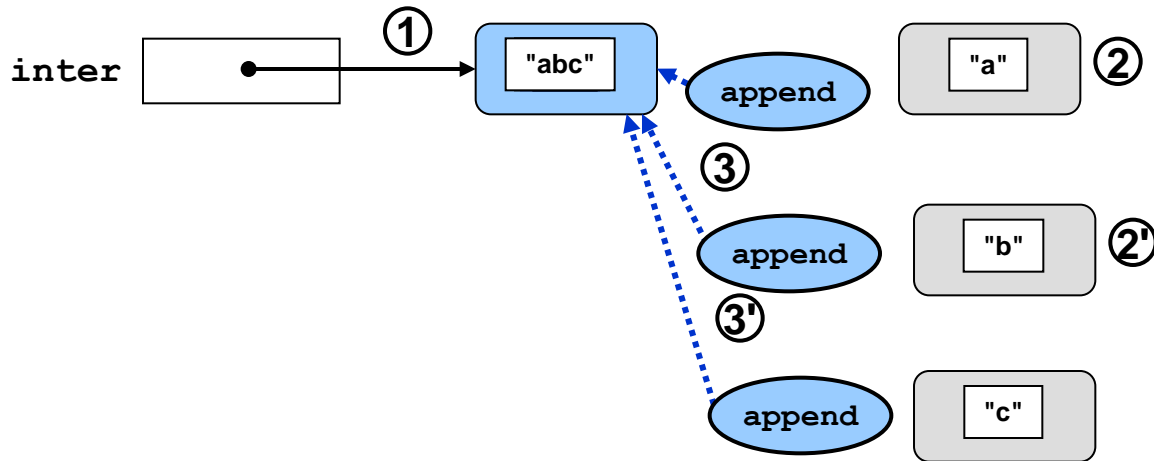 ①
inter
"abc"
append
"a"
②
③
append
"b"
②'
③'
append
"c"